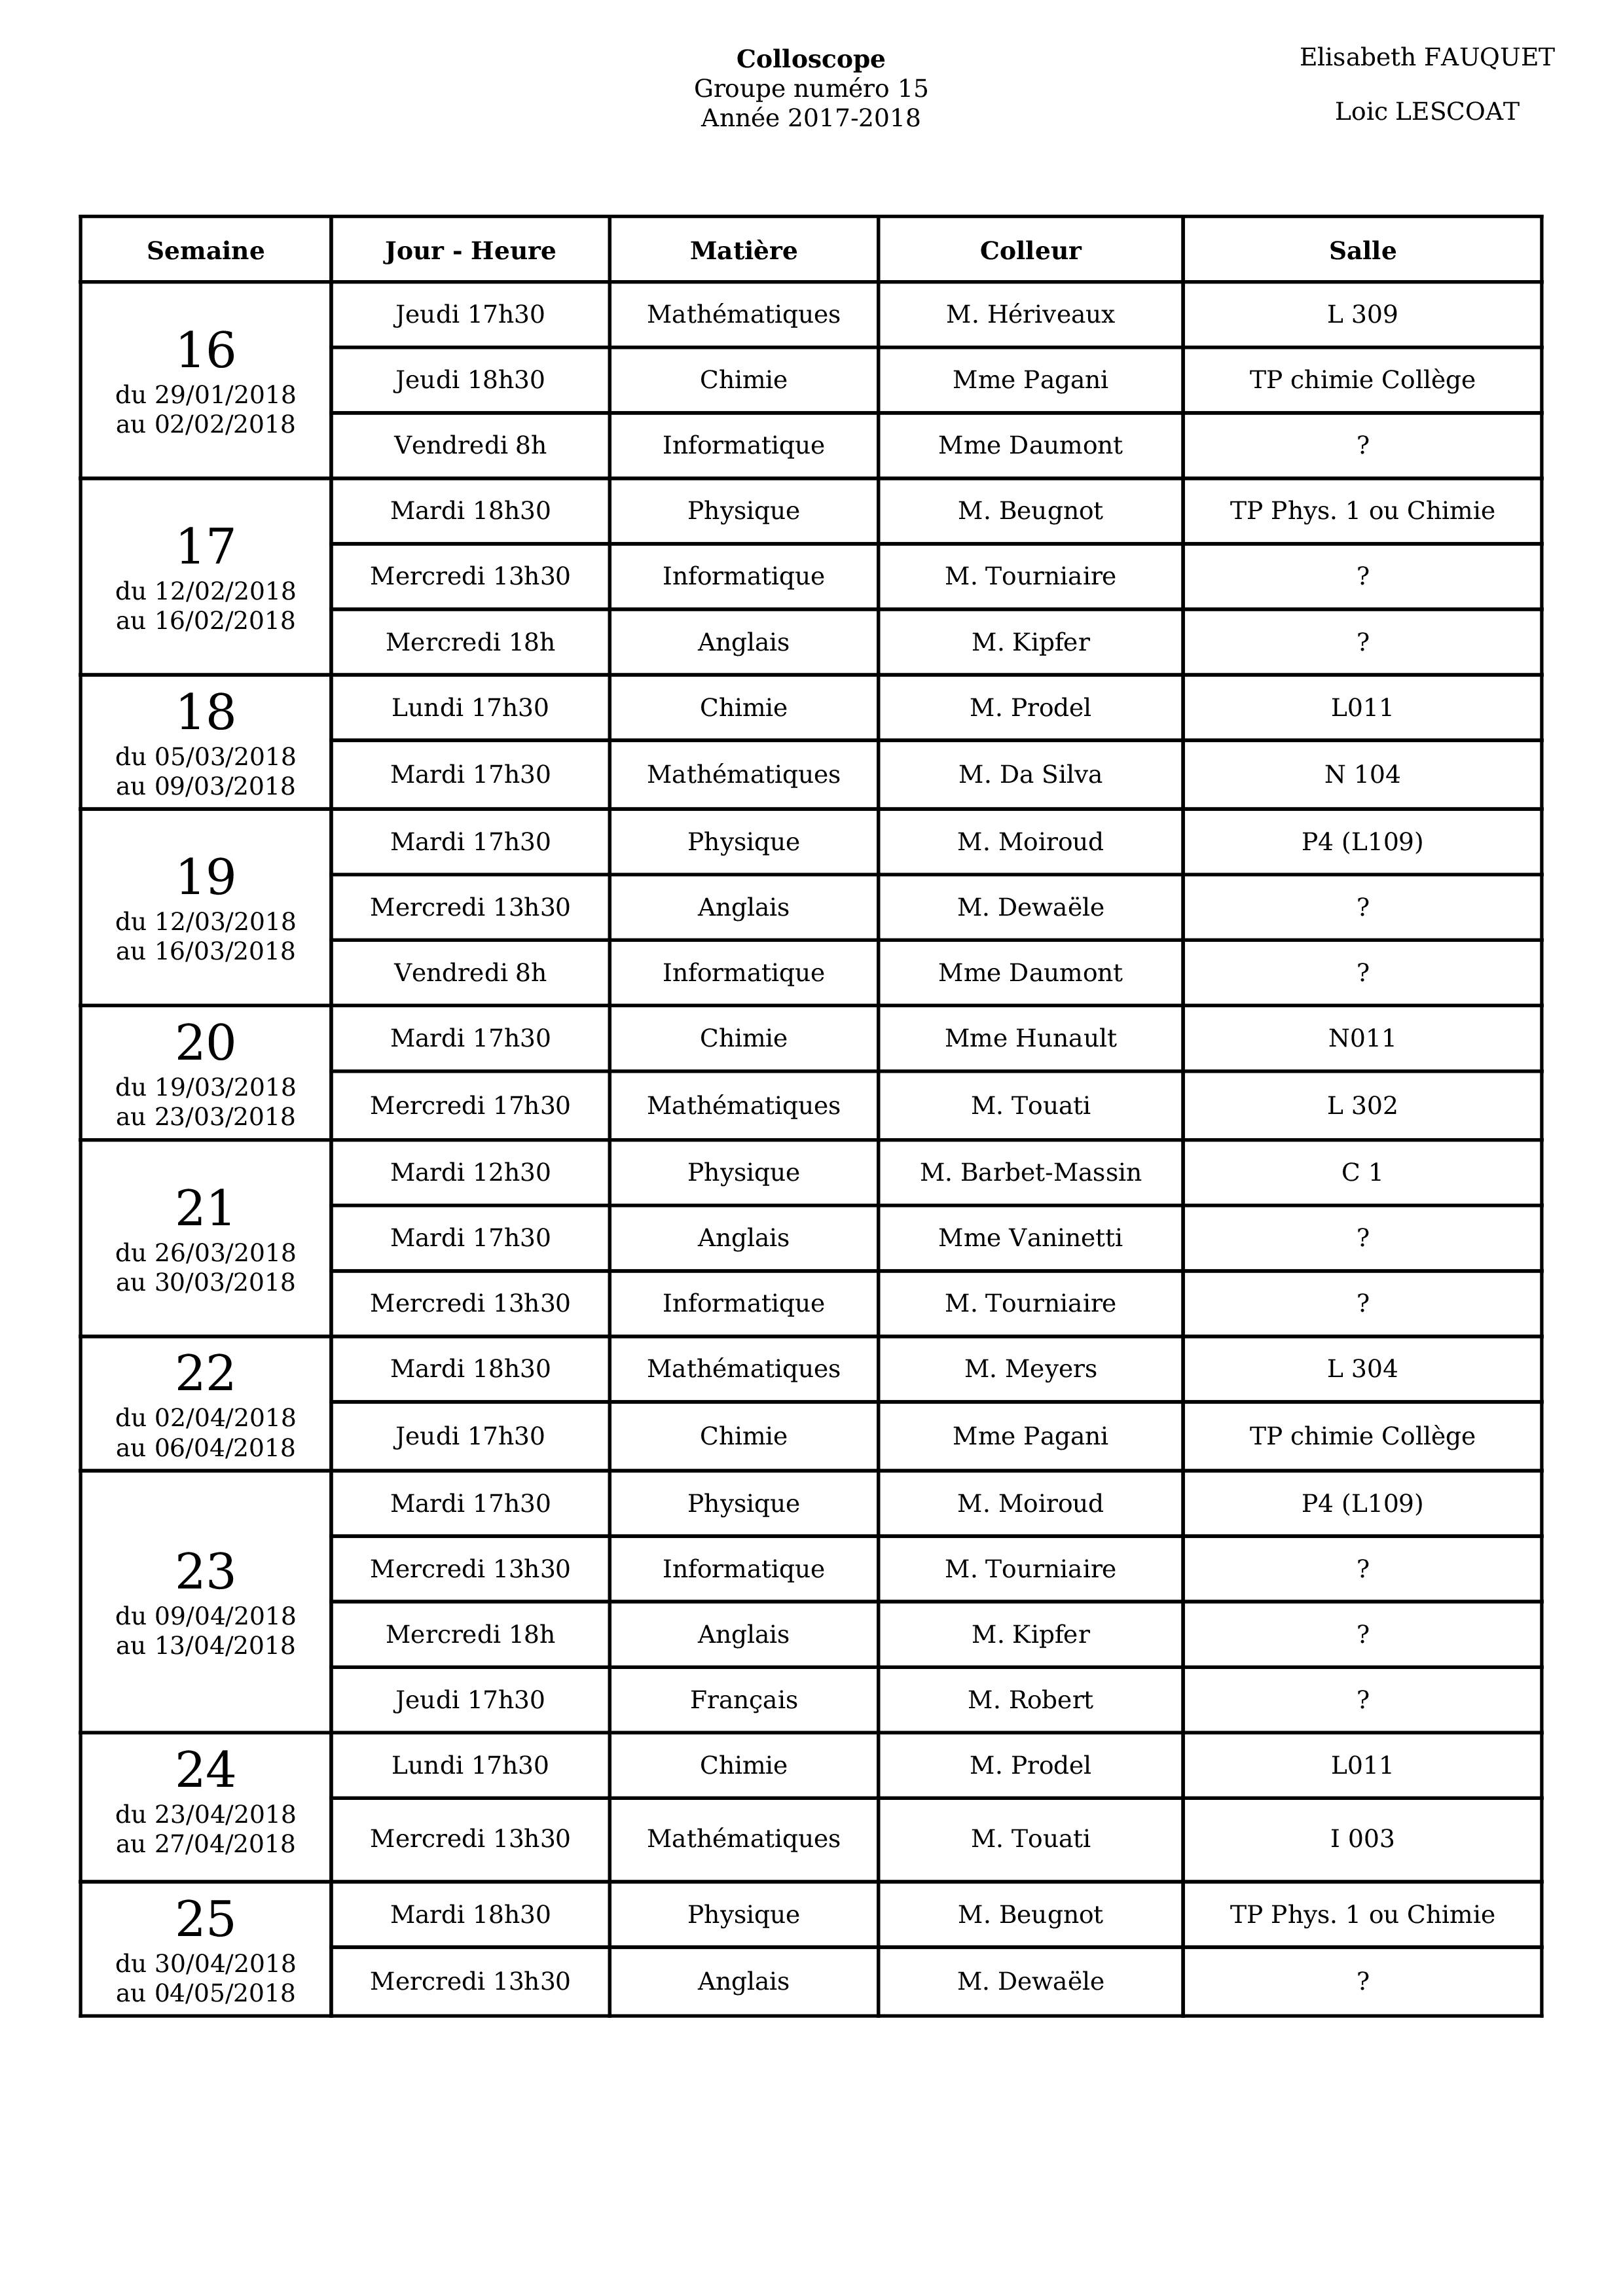 Colloscope
Groupe numéro 15
Année 2017-2018
Elisabeth FAUQUET
Loic LESCOAT
Semaine Jour - Heure Matière Colleur Salle
16
du 29/01/2018
au 02/02/2018
Jeudi 17h30 Mathématiques M. Hériveaux L 309
Jeudi 18h30 Chimie Mme Pagani TP chimie Collège
Vendredi 8h Informatique Mme Daumont ?
17
du 12/02/2018
au 16/02/2018
Mardi 18h30 Physique M. Beugnot TP Phys. 1 ou Chimie
Mercredi 13h30 Informatique M. Tourniaire ?
Mercredi 18h Anglais M. Kipfer ?
18
du 05/03/2018
au 09/03/2018
Lundi 17h30 Chimie M. Prodel L011
Mardi 17h30 Mathématiques M. Da Silva N 104
19
du 12/03/2018
au 16/03/2018
Mardi 17h30 Physique M. Moiroud P4 (L109)
Mercredi 13h30 Anglais M. Dewaële ?
Vendredi 8h Informatique Mme Daumont ?
20
du 19/03/2018
au 23/03/2018
Mardi 17h30 Chimie Mme Hunault N011
Mercredi 17h30 Mathématiques M. Touati L 302
21
du 26/03/2018
au 30/03/2018
Mardi 12h30 Physique M. Barbet-Massin C 1
Mardi 17h30 Anglais Mme Vaninetti ?
Mercredi 13h30 Informatique M. Tourniaire ?
22
du 02/04/2018
au 06/04/2018
Mardi 18h30 Mathématiques M. Meyers L 304
Jeudi 17h30 Chimie Mme Pagani TP chimie Collège
23
du 09/04/2018
au 13/04/2018
Mardi 17h30 Physique M. Moiroud P4 (L109)
Mercredi 13h30 Informatique M. Tourniaire ?
Mercredi 18h Anglais M. Kipfer ?
Jeudi 17h30 Français M. Robert ?
24
du 23/04/2018
au 27/04/2018
Lundi 17h30 Chimie M. Prodel L011
Mercredi 13h30 Mathématiques M. Touati I 003
25
du 30/04/2018
au 04/05/2018
Mardi 18h30 Physique M. Beugnot TP Phys. 1 ou Chimie
Mercredi 13h30 Anglais M. Dewaële ?